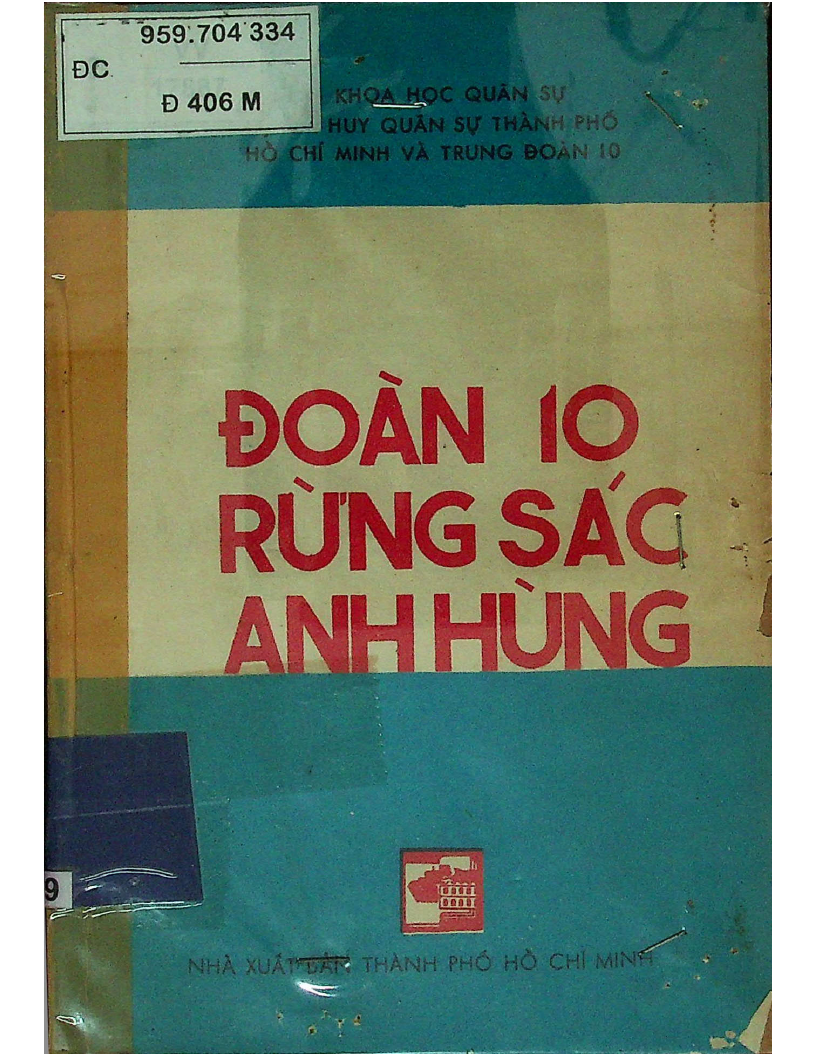 959.704 334
ĐC
Đ 406 M
KHOA HỌC QUÂN SỰ
HUY QUÂN SỰ THÀNH PHỐ
HỒ CHÍ MINH VÀ TRUNG ĐOÀN 10
ĐOÀN 10
RỪNG SÁC
ANH HÙNG
9
NHÀ XUẤT BẢN THÀNH PHỐ HỒ CHÍ MINH